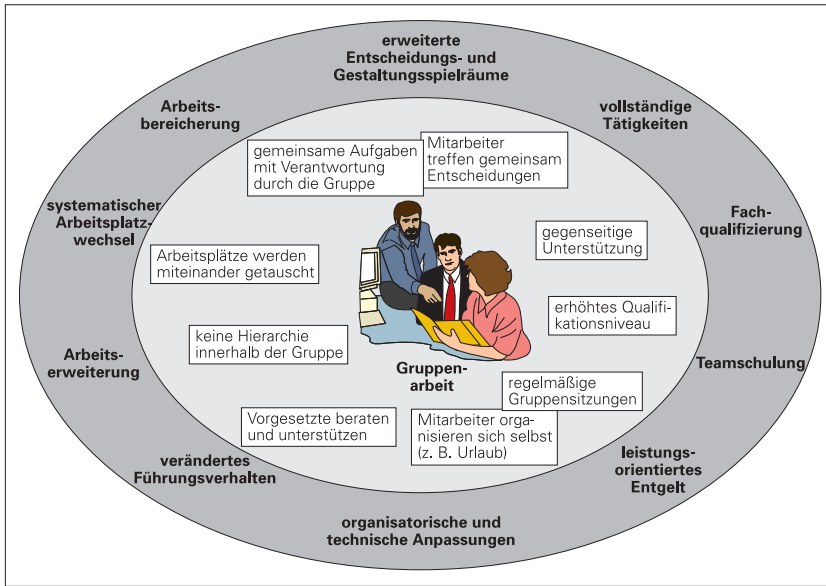 erweiterte
Entscheidungs- und
Gestaltungsspielräume
Arbeits-
bereicherung
vollständige
Tätigkeiten
gemeinsame Aufgaben
mit Verantwortung
durch die Gruppe
Mitarbeiter
treffen gemeinsam
Entscheidungen
systematischer
Arbeitsplatz-
wechsel
Fach-
qualifizierung
gegenseitige
Unterstützung
Arbeitsplätze werden
miteinander getauscht
erhöhtes Qualifi-
kationsniveau
keine Hierarchie
innerhalb der Gruppe
Arbeits-
erweiterung
Teamschulung
Gruppen-
arbeit
regelmäßige
Gruppensitzungen
Vorgesetzte beraten
und unterstützen
Mitarbeiter orga-
nisieren sich selbst
(z. B. Urlaub)
verändertes
Führungsverhalten
leistungs-
orientiertes
Entgelt
organisatorische und
technische Anpassungen